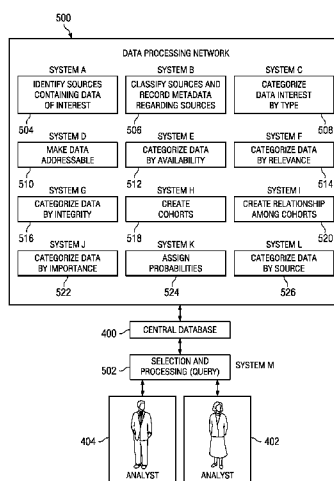 500
DATA PROCESSING NETWORK
SYSTEM A
SYSTEM B
SYSTEM C
IDENTIFY SOURCES
CONTAINING DATA
OF INTEREST
CLASSIFY SOURCES AND
RECORD METADATA
REGARDING SOURCES
CATEGORIZE
DATA INTEREST
BY TYPE
504
506
508
SYSTEM D
SYSTEM E
SYSTEM F
MAKE DATA
ADDRESSABLE
CATEGORIZE DATA
BY AVAILABILITY
CATEGORIZE DATA
BY RELEVANCE
510
512
514
SYSTEM G
SYSTEM H
SYSTEM I
CATEGORIZE DATA
BY INTEGRITY
CREATE
COHORTS
CREATE RELATIONSHIP
AMONG COHORTS
516
518
520
SYSTEM J
SYSTEM K
SYSTEM L
CATEGORIZE DATA
BY IMPORTANCE
ASSIGN
PROBABILITIES
CATEGORIZE DATA
BY SOURCE
522
524
526
400
CENTRAL DATABASE
502
SELECTION AND
PROCESSING (QUERY)
SYSTEM M
404
402
ANALYST
ANALYST